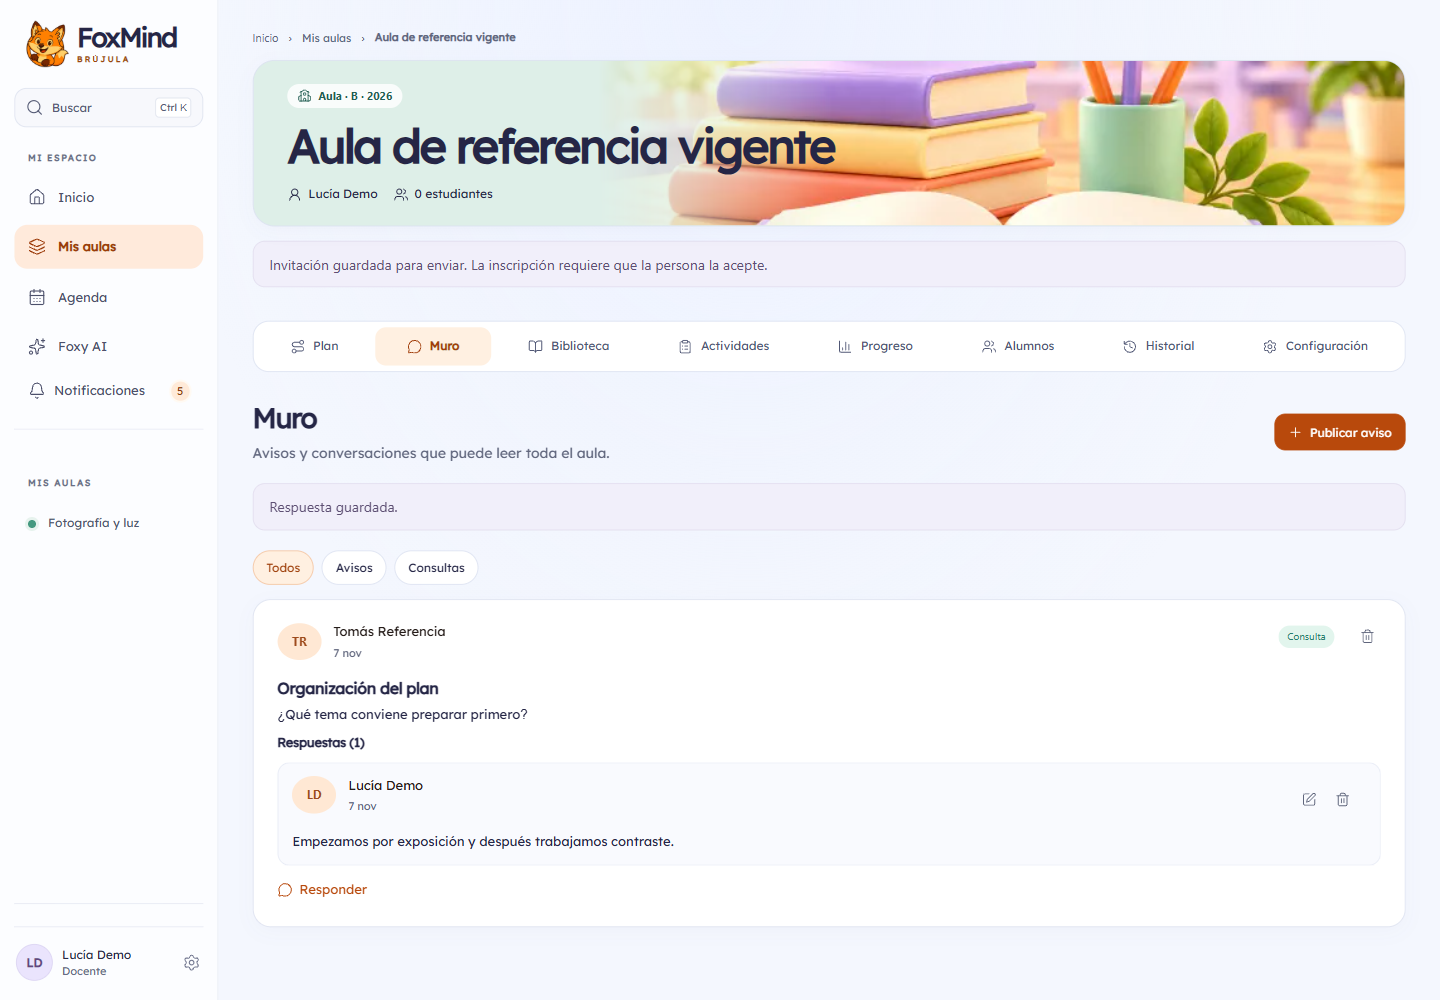 FoxMind
BRÚJULA
Buscar
Ctrl K
MI ESPACIO
Inicio
Mis aulas
Agenda
Foxy AI
Notificaciones
5
MIS AULAS
Fotografía y luz
LD
Lucía Demo
Docente
Inicio › Mis aulas › Aula de referencia vigente
Aula · B · 2026
Aula de referencia vigente
Lucía Demo
0 estudiantes
Invitación guardada para enviar. La inscripción requiere que la persona la acepte.
Plan
Muro
Biblioteca
Actividades
Progreso
Alumnos
Historial
Configuración
Muro
Avisos y conversaciones que puede leer toda el aula.
+ Publicar aviso
Respuesta guardada.
Todos
Avisos
Consultas
TR
Tomás Referencia
7 nov
Consulta
Organización del plan
¿Qué tema conviene preparar primero?
Respuestas (1)
LD
Lucía Demo
7 nov
Empezamos por exposición y después trabajamos contraste.
Responder